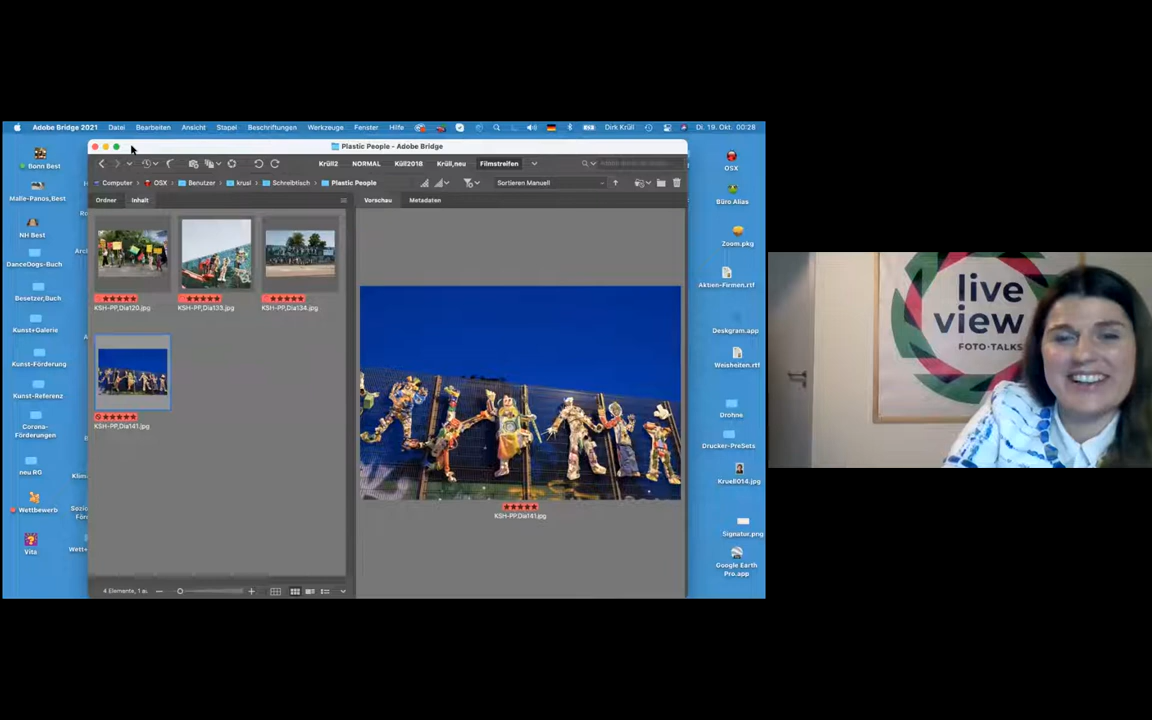 Adobe Bridge 2021 Datei Bearbeiten Ansicht Stapel Beschriftungen Werkzeuge Fenster Hilfe Dirk Krüll Di. 19. Okt. 00:28
Plastic People - Adobe Bridge
Krüll2 NORMAL Küll2018 Krüll,neu Filmstreifen
Computer OSX Benutzer krusi Schreibtisch Plastic People Sortieren Manuell
Ordner Inhalt Vorschau Metadaten
KSH-PP,Dia120.jpg KSH-PP,Dia133.jpg KSH-PP,Dia134.jpg
KSH-PP,Dia141.jpg
KSH-PP,Dia141.jpg
4 Elemente, 1
Bonn Best
Malle-Panos,Best
NH Best
DanceDogs-Buch
Besetzer,Buch
Kunst+Galerie
Kunst-Förderung
Kunst-Referenz
Corona-
Förderungen
neu RG
Wettbewerb
Vita
OSX
Büro Alias
Zoom.pkg
Aktien-Firmen.rtf
Deskgram.app
Weisheiten.rtf
Drohne
Drucker-PreSets
Kruell014.jpg
Signatur.png
Google Earth
Pro.app
live
view
FOTO·TALKS